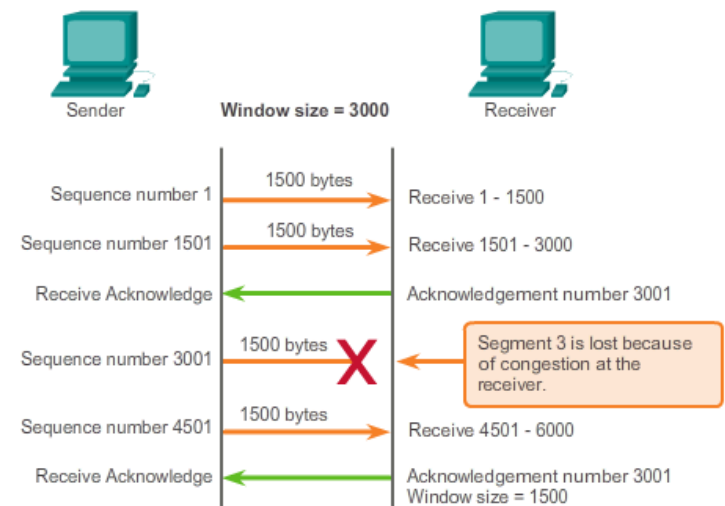 Sender
Window size = 3000
Receiver
1500 bytes
Sequence number 1
Receive 1 - 1500
1500 bytes
Sequence number 1501
Receive 1501 - 3000
Receive Acknowledge
Acknowledgement number 3001
1500 bytes
Sequence number 3001
X
Segment 3 is lost because
of congestion at the
receiver.
1500 bytes
Sequence number 4501
Receive 4501 - 6000
Receive Acknowledge
Acknowledgement number 3001
Window size = 1500